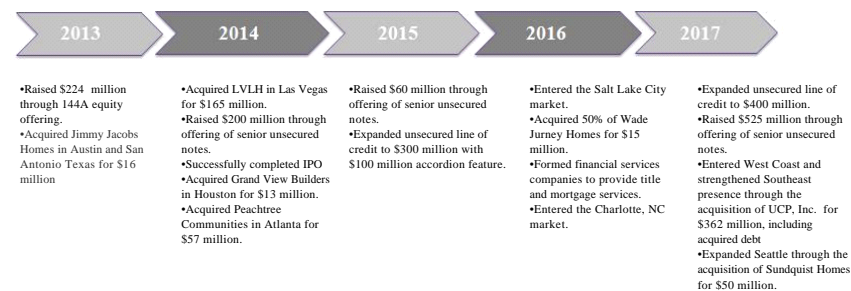 2013
2014
2015
2016
2017
•Raised $224 million
through 144A equity
offering.
•Acquired Jimmy Jacobs
Homes in Austin and San
Antonio Texas for $16
million
•Acquired LVLH in Las Vegas
for $165 million.
•Raised $200 million through
offering of senior unsecured
notes.
•Successfully completed IPO
•Acquired Grand View Builders
in Houston for $13 million.
•Acquired Peachtree
Communities in Atlanta for
$57 million.
•Raised $60 million through
offering of senior unsecured
notes.
•Expanded unsecured line of
credit to $300 million with
$100 million accordion feature.
•Entered the Salt Lake City
market.
•Acquired 50% of Wade
Jurney Homes for $15
million.
•Formed financial services
companies to provide title
and mortgage services.
•Entered the Charlotte, NC
market.
•Expanded unsecured line of
credit to $400 million.
•Raised $525 million through
offering of senior unsecured
notes.
•Entered West Coast and
strengthened Southeast
presence through the
acquisition of UCP, Inc. for
$362 million, including
acquired debt
•Expanded Seattle through the
acquisition of Sundquist Homes
for $50 million.